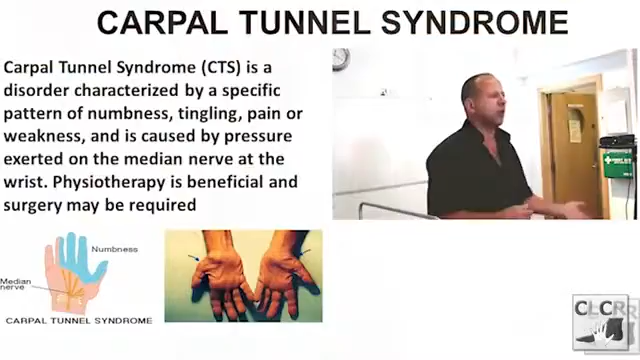 CARPAL TUNNEL SYNDROME
Carpal Tunnel Syndrome (CTS) is a
disorder characterized by a specific
pattern of numbness, tingling, pain or
weakness, and is caused by pressure
exerted on the median nerve at the
wrist. Physiotherapy is beneficial and
surgery may be required
Numbness
Median
nerve
CARPAL TUNNEL SYNDROME
CLCR